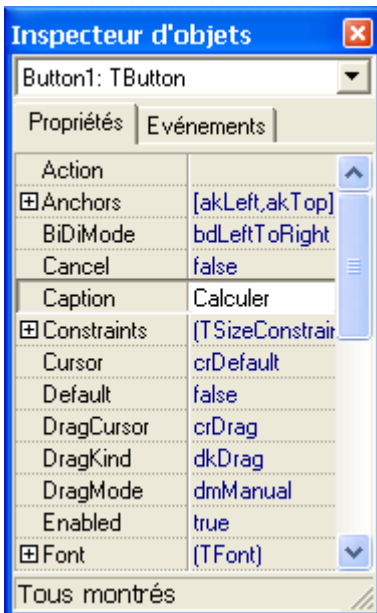 Inspecteur d'objets
Button1: TButton
Propriétés Evénements
Action
Anchors [akLeft,akTop]
BiDiMode bdLeftToRight
Cancel false
Caption Calculer
Constraints (TSizeConstrain
Cursor crDefault
Default false
DragCursor crDrag
DragKind dkDrag
DragMode dmManual
Enabled true
Font (TFont)
Tous montrés